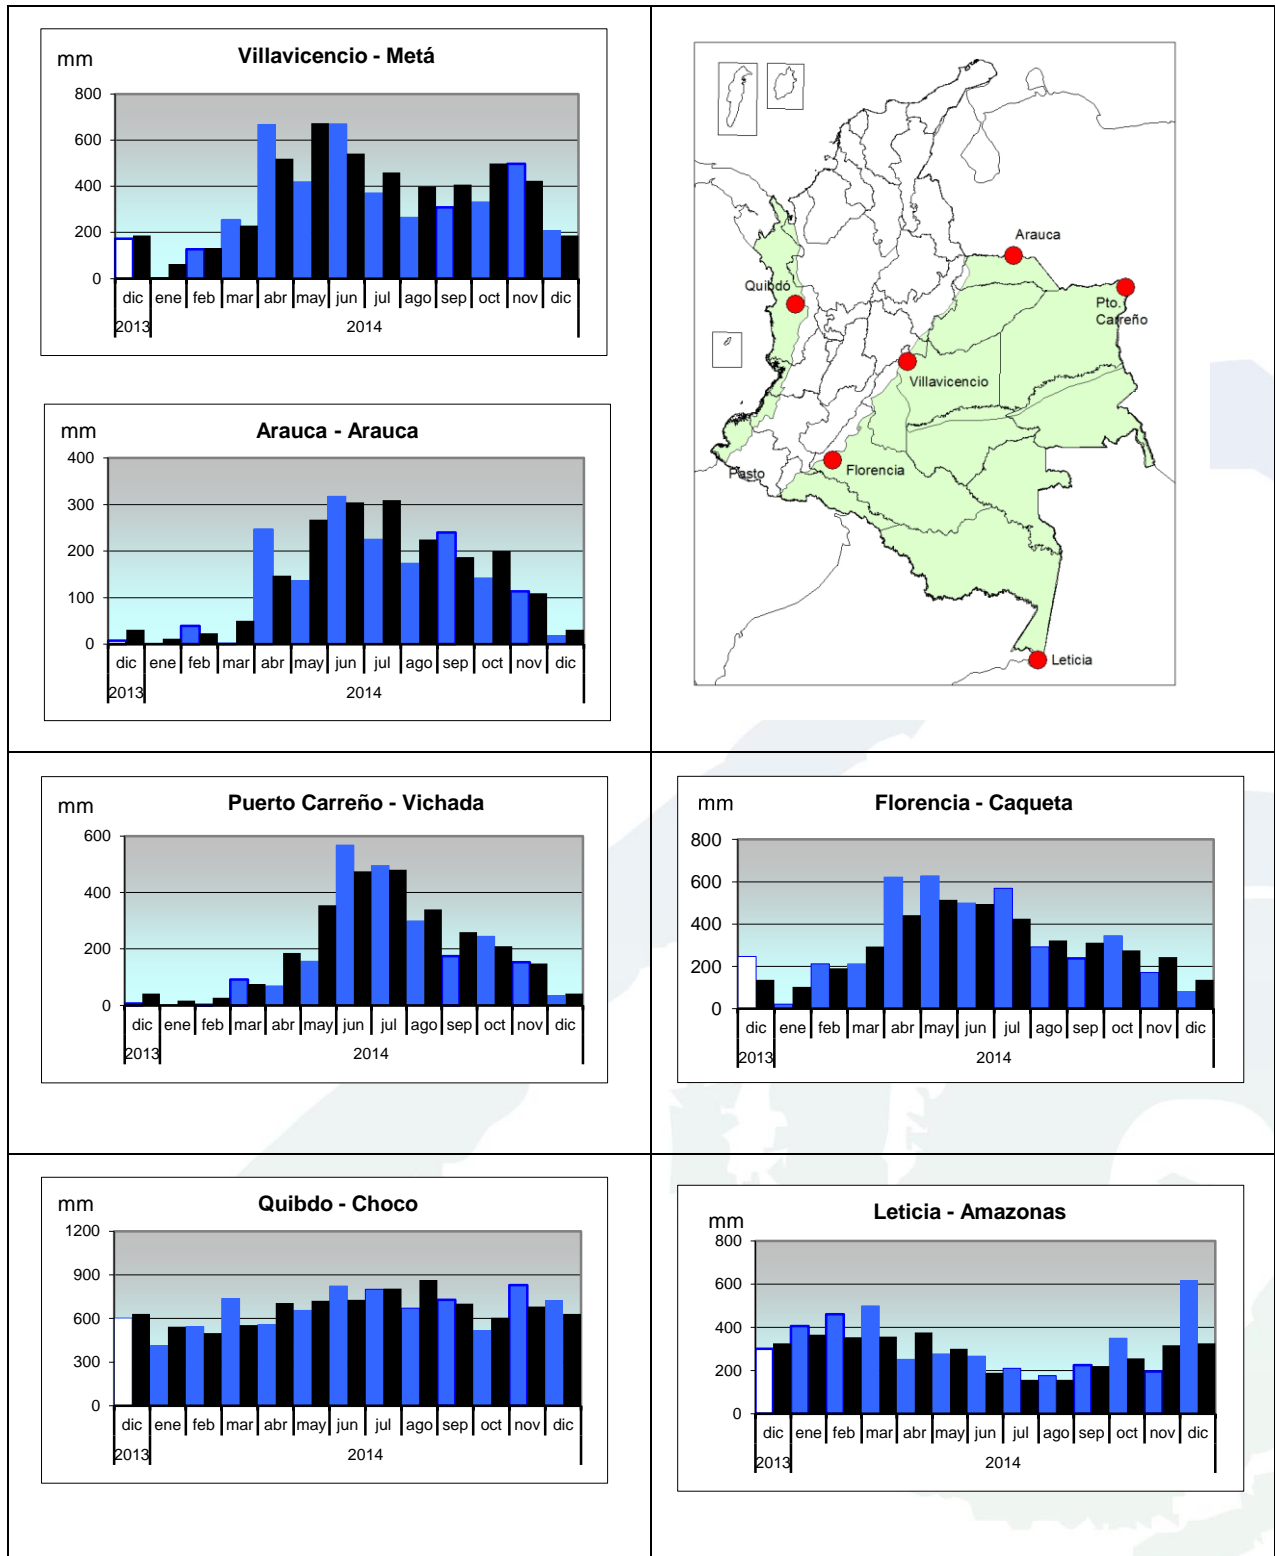 Villavicencio - Metá
mm
800
600
400
200
0
dic ene feb mar abr may jun jul ago sep oct nov dic
2013 2014
Arauca - Arauca
mm
400
300
200
100
0
dic ene feb mar abr may jun jul ago sep oct nov dic
2013 2014
Arauca
Quibdó
Pto.
Carreño
Villavicencio
Pasto
Florencia
Leticia
Puerto Carreño - Vichada
mm
600
400
200
0
dic ene feb mar abr may jun jul ago sep oct nov dic
2013 2014
Florencia - Caqueta
mm
800
600
400
200
0
dic ene feb mar abr may jun jul ago sep oct nov dic
2013 2014
Quibdo - Choco
mm
1200
900
600
300
0
dic ene feb mar abr may jun jul ago sep oct nov dic
2013 2014
Leticia - Amazonas
mm
800
600
400
200
0
dic ene feb mar abr may jun jul ago sep oct nov dic
2013 2014